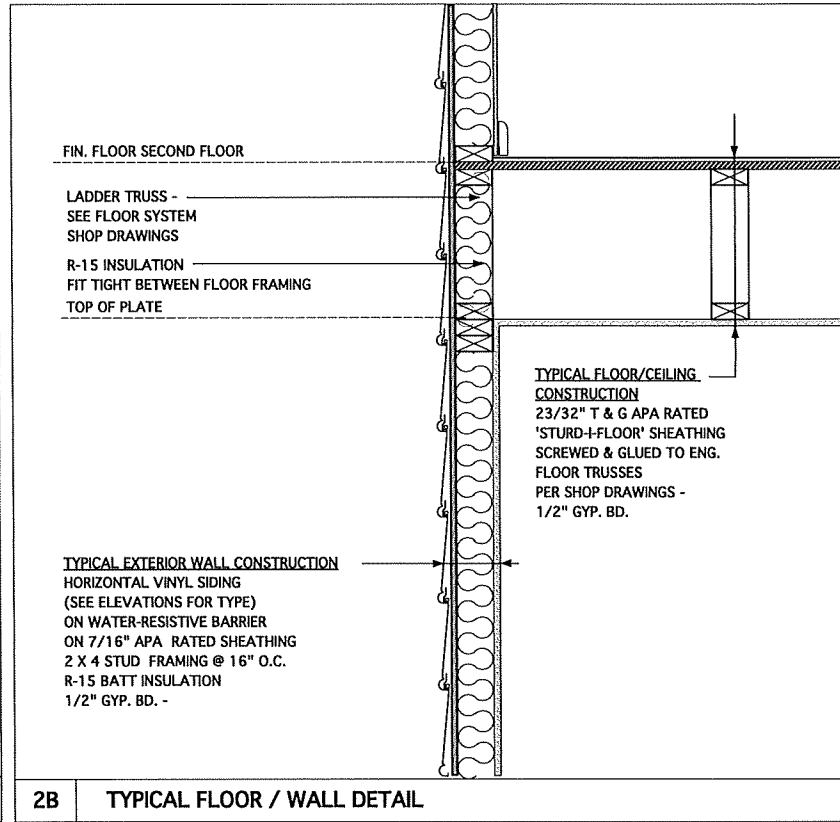 FIN. FLOOR SECOND FLOOR
LADDER TRUSS -
SEE FLOOR SYSTEM
SHOP DRAWINGS
R-15 INSULATION
FIT TIGHT BETWEEN FLOOR FRAMING
TOP OF PLATE
TYPICAL FLOOR/CEILING
CONSTRUCTION
23/32" T & G APA RATED
'STURD-I-FLOOR' SHEATHING
SCREWED & GLUED TO ENG.
FLOOR TRUSSES
PER SHOP DRAWINGS -
1/2" GYP. BD.
TYPICAL EXTERIOR WALL CONSTRUCTION
HORIZONTAL VINYL SIDING
(SEE ELEVATIONS FOR TYPE)
ON WATER-RESISTIVE BARRIER
ON 7/16" APA RATED SHEATHING
2 X 4 STUD FRAMING @ 16" O.C.
R-15 BATT INSULATION
1/2" GYP. BD. -
2B TYPICAL FLOOR / WALL DETAIL